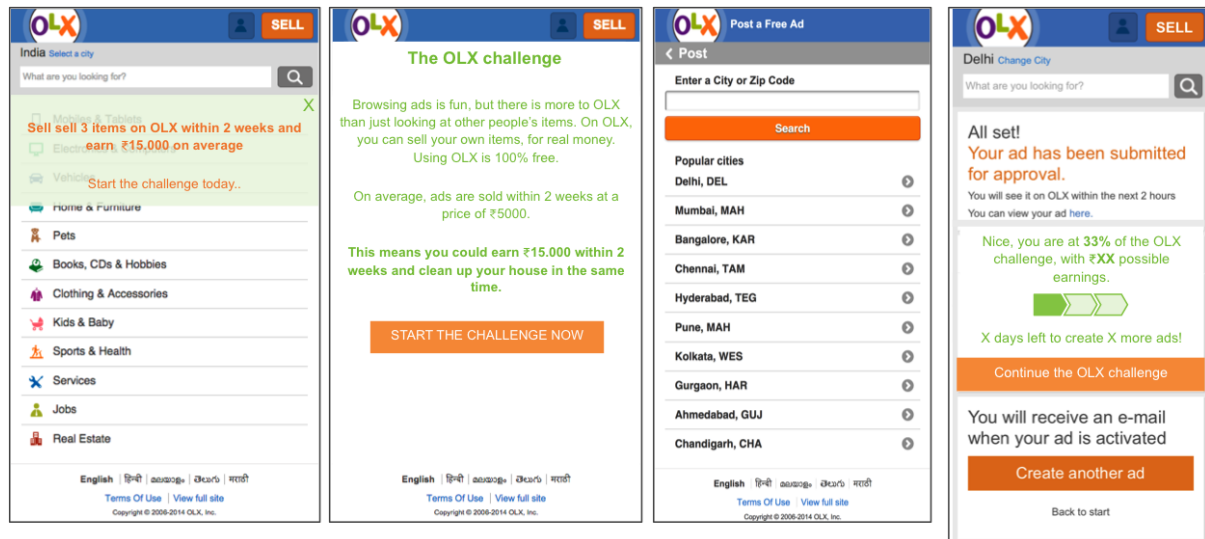 OLX
SELL
India Select a city
What are you looking for?
X
Mobiles & Tablets
Sell sell 3 items on OLX within 2 weeks and
earn ₹15.000 on average
Electronics & Computers
Vehicles
Start the challenge today..
Home & Furniture
Pets
Books, CDs & Hobbies
Clothing & Accessories
Kids & Baby
Sports & Health
Services
Jobs
Real Estate
English | हिन्दी | മലയാളം | తెలుగు | मराठी
Terms Of Use | View full site
Copyright © 2006-2014 OLX, Inc.
OLX
SELL
The OLX challenge
Browsing ads is fun, but there is more to OLX
than just looking at other people's items. On OLX,
you can sell your own items, for real money.
Using OLX is 100% free.
On average, ads are sold within 2 weeks at a
price of ₹5000.
This means you could earn ₹15.000 within 2
weeks and clean up your house in the same
time.
START THE CHALLENGE NOW
English | हिन्दी | മലയാളം | తెలుగు | मराठी
Terms Of Use | View full site
Copyright © 2006-2014 OLX, Inc.
OLX
Post a Free Ad
Post
Enter a City or Zip Code
Search
Popular cities
Delhi, DEL
Mumbai, MAH
Bangalore, KAR
Chennai, TAM
Hyderabad, TEG
Pune, MAH
Kolkata, WES
Gurgaon, HAR
Ahmedabad, GUJ
Chandigarh, CHA
English | हिन्दी | മലയാളം | తెలుగు | मराठी
Terms Of Use | View full site
Copyright © 2006-2014 OLX, Inc.
OLX
SELL
Delhi Change City
What are you looking for?
All set!
Your ad has been submitted
for approval.
You will see it on OLX within the next 2 hours
You can view your ad here.
Nice, you are at 33% of the OLX
challenge, with ₹XX possible
earnings.
X days left to create X more ads!
Continue the OLX challenge
You will receive an e-mail
when your ad is activated
Create another ad
Back to start